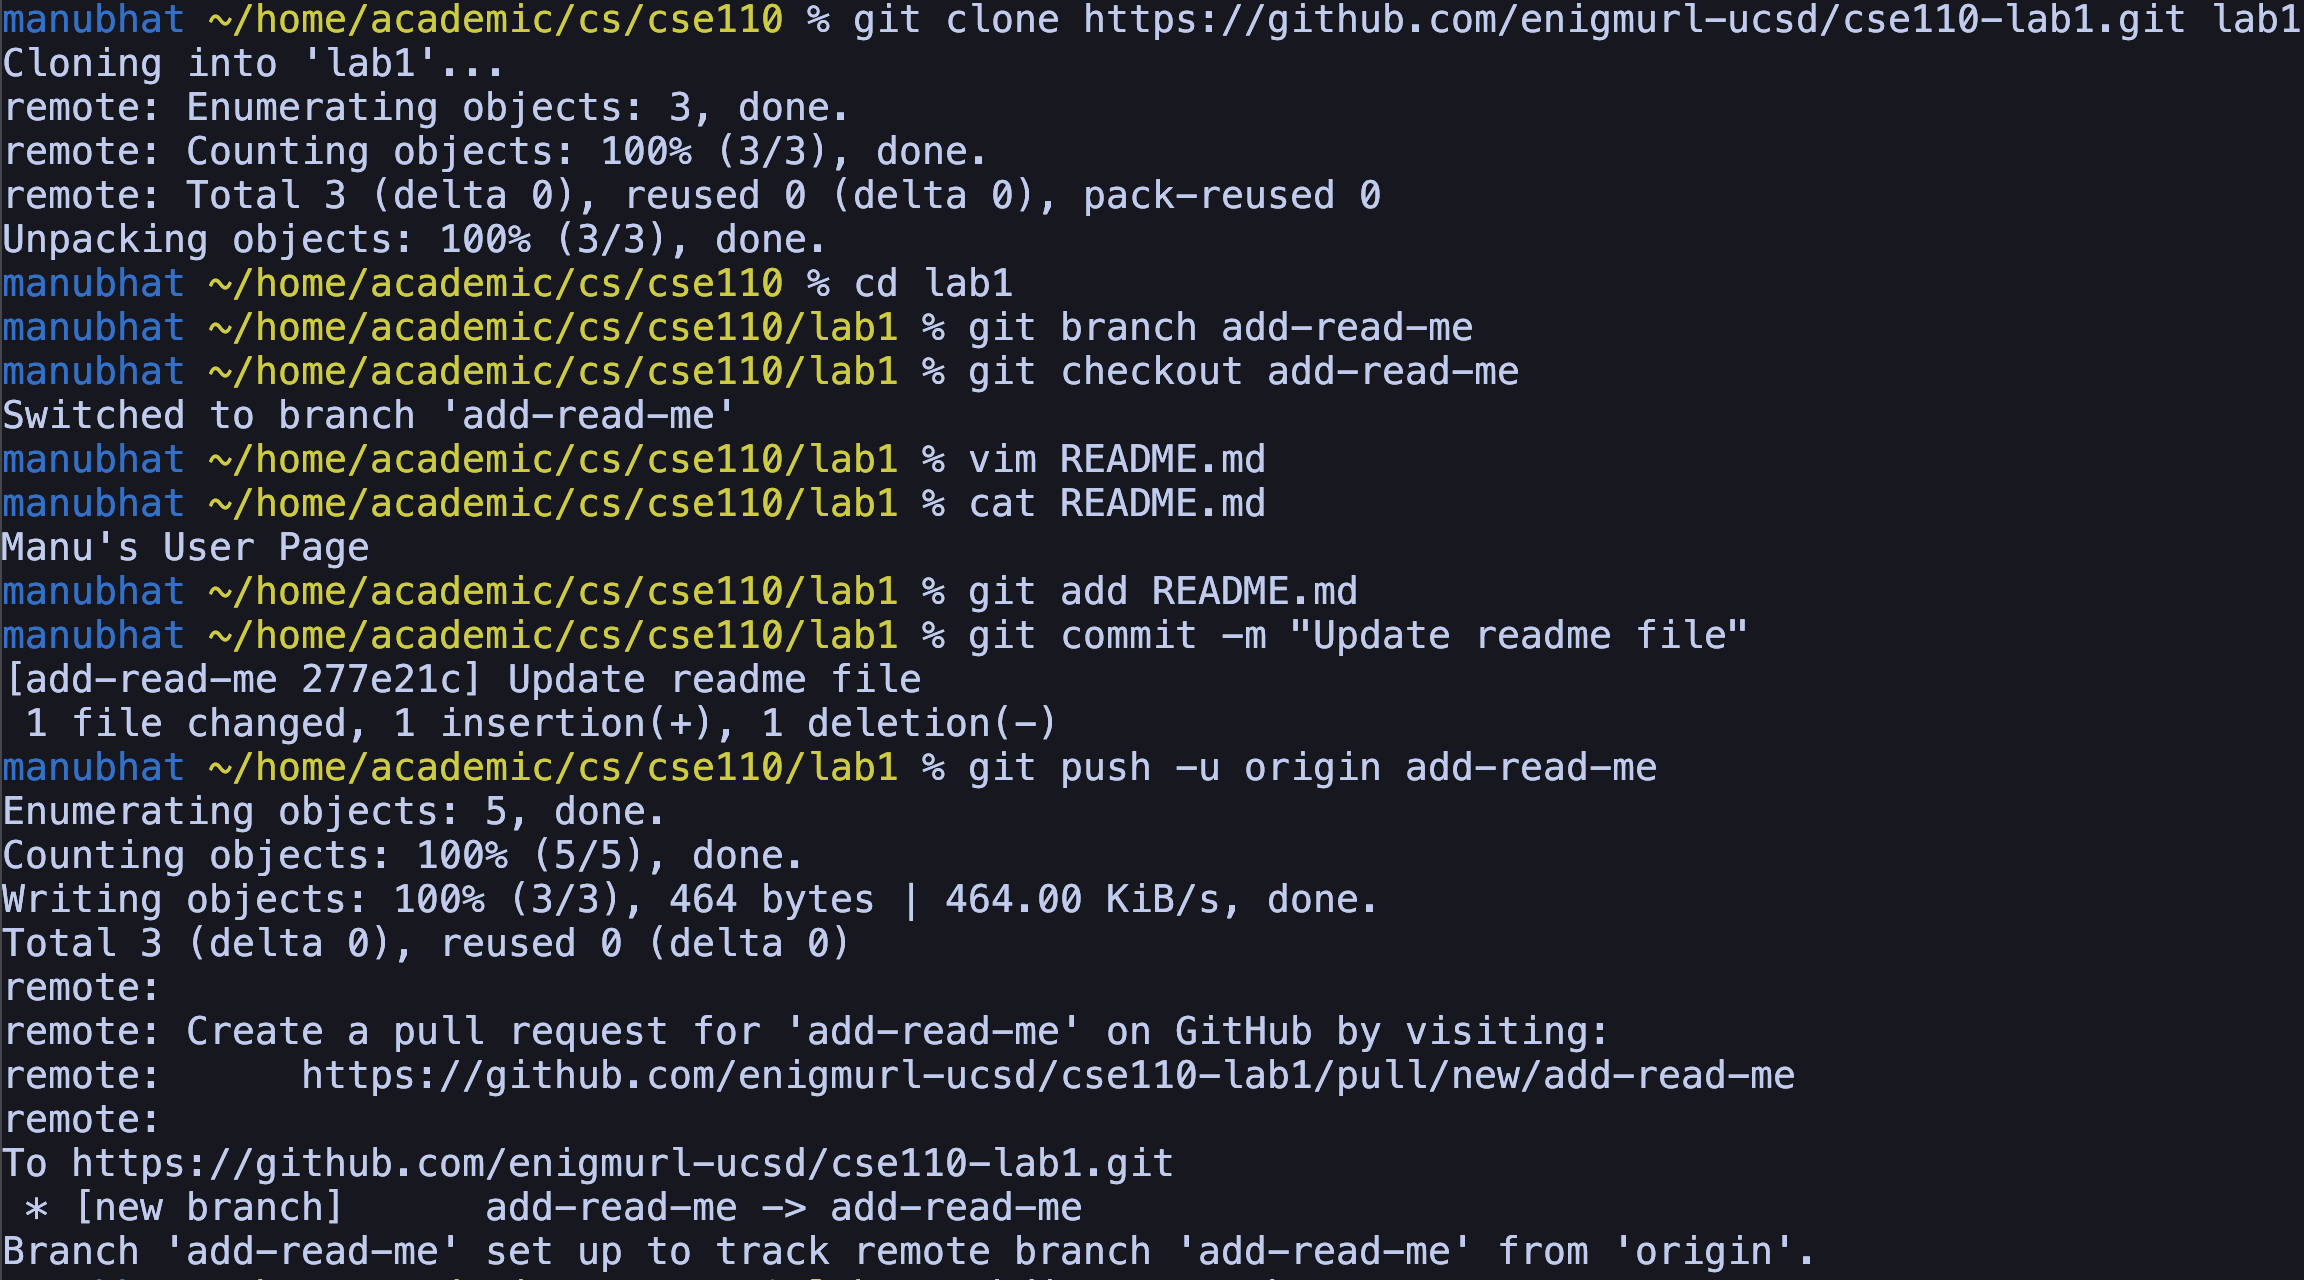 manubhat ~/home/academic/cs/cse110 % git clone https://github.com/enigmurl-ucsd/cse110-lab1.git lab1
Cloning into 'lab1'...
remote: Enumerating objects: 3, done.
remote: Counting objects: 100% (3/3), done.
remote: Total 3 (delta 0), reused 0 (delta 0), pack-reused 0
Unpacking objects: 100% (3/3), done.
manubhat ~/home/academic/cs/cse110 % cd lab1
manubhat ~/home/academic/cs/cse110/lab1 % git branch add-read-me
manubhat ~/home/academic/cs/cse110/lab1 % git checkout add-read-me
Switched to branch 'add-read-me'
manubhat ~/home/academic/cs/cse110/lab1 % vim README.md
manubhat ~/home/academic/cs/cse110/lab1 % cat README.md
Manu's User Page
manubhat ~/home/academic/cs/cse110/lab1 % git add README.md
manubhat ~/home/academic/cs/cse110/lab1 % git commit -m "Update readme file"
[add-read-me 277e21c] Update readme file
 1 file changed, 1 insertion(+), 1 deletion(-)
manubhat ~/home/academic/cs/cse110/lab1 % git push -u origin add-read-me
Enumerating objects: 5, done.
Counting objects: 100% (5/5), done.
Writing objects: 100% (3/3), 464 bytes | 464.00 KiB/s, done.
Total 3 (delta 0), reused 0 (delta 0)
remote:
remote: Create a pull request for 'add-read-me' on GitHub by visiting:
remote:      https://github.com/enigmurl-ucsd/cse110-lab1/pull/new/add-read-me
remote:
To https://github.com/enigmurl-ucsd/cse110-lab1.git
 * [new branch]      add-read-me -> add-read-me
Branch 'add-read-me' set up to track remote branch 'add-read-me' from 'origin'.